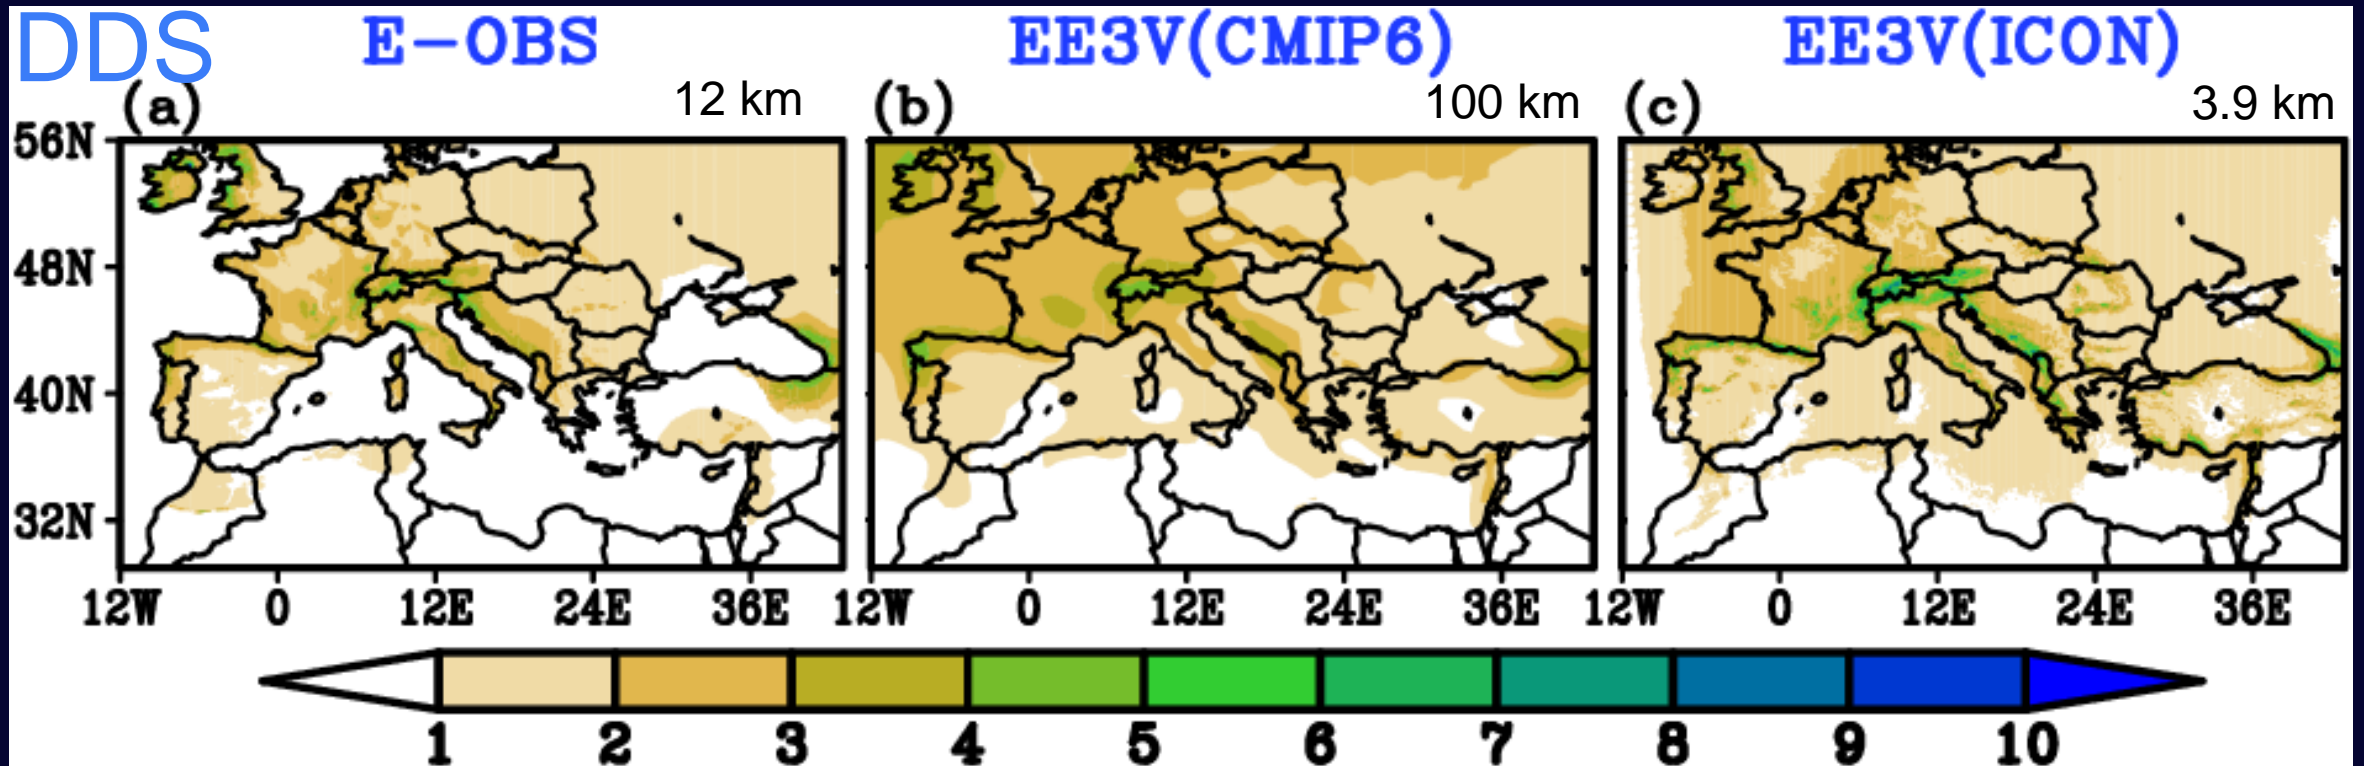 DDS E-OBS EE3V(CMIP6) EE3V(ICON)
(a) 12 km (b) 100 km (c) 3.9 km
56N
48N
40N
32N
12W 0 12E 24E 36E 12W 0 12E 24E 36E 12W 0 12E 24E 36E
1 2 3 4 5 6 7 8 9 10